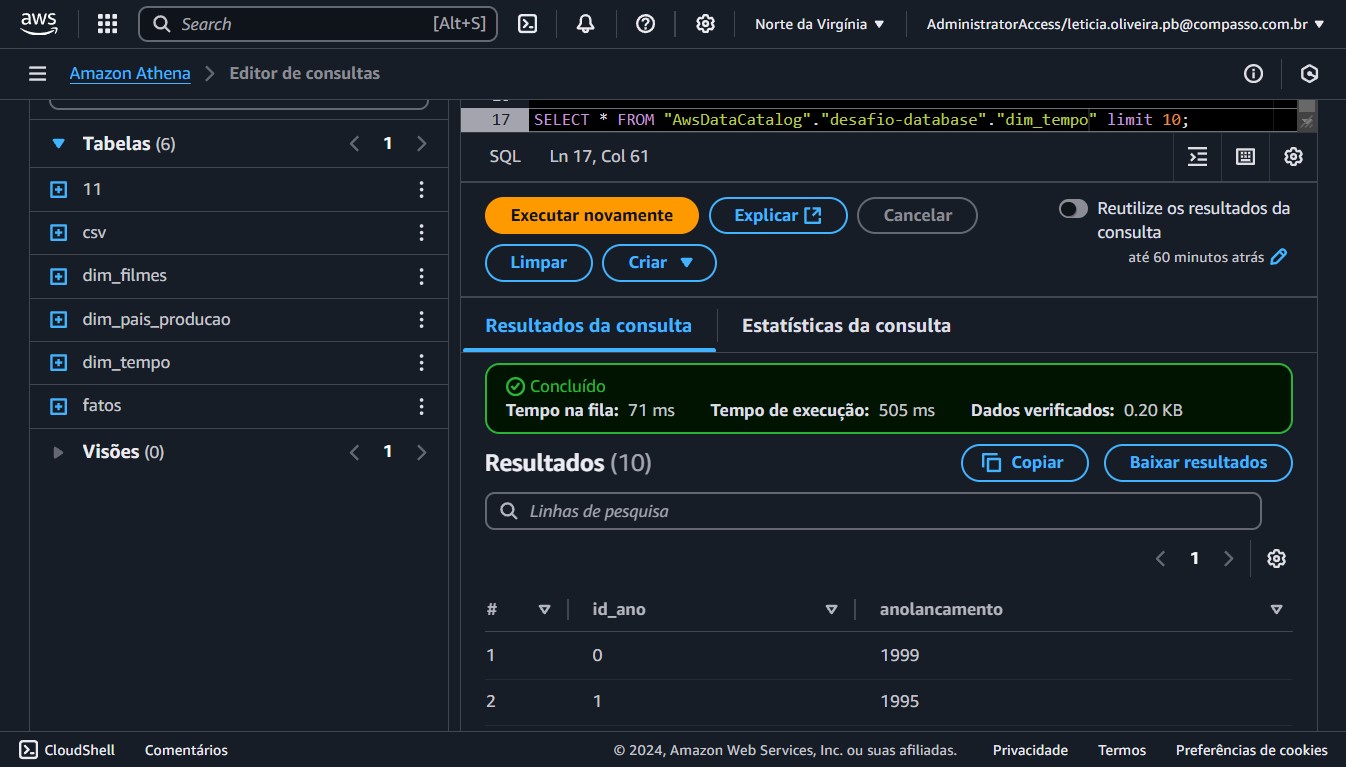 aws
Search [Alt+S]
Norte da Virgínia
AdministratorAccess/leticia.oliveira.pb@compasso.com.br
Amazon Athena
Editor de consultas
17 SELECT * FROM "AwsDataCatalog"."desafio-database"."dim_tempo" limit 10;
SQL Ln 17, Col 61
Tabelas (6) 1
11
csv
dim_filmes
dim_pais_producao
dim_tempo
fatos
Visões (0) 1
Executar novamente
Explicar
Cancelar
Reutilize os resultados da
consulta
até 60 minutos atrás
Limpar
Criar
Resultados da consulta
Estatísticas da consulta
Concluído
Tempo na fila: 71 ms Tempo de execução: 505 ms Dados verificados: 0.20 KB
Resultados (10)
Copiar
Baixar resultados
Linhas de pesquisa
1
# id_ano anolancamento
1 0 1999
2 1 1995
CloudShell Comentários © 2024, Amazon Web Services, Inc. ou suas afiliadas. Privacidade Termos Preferências de cookies